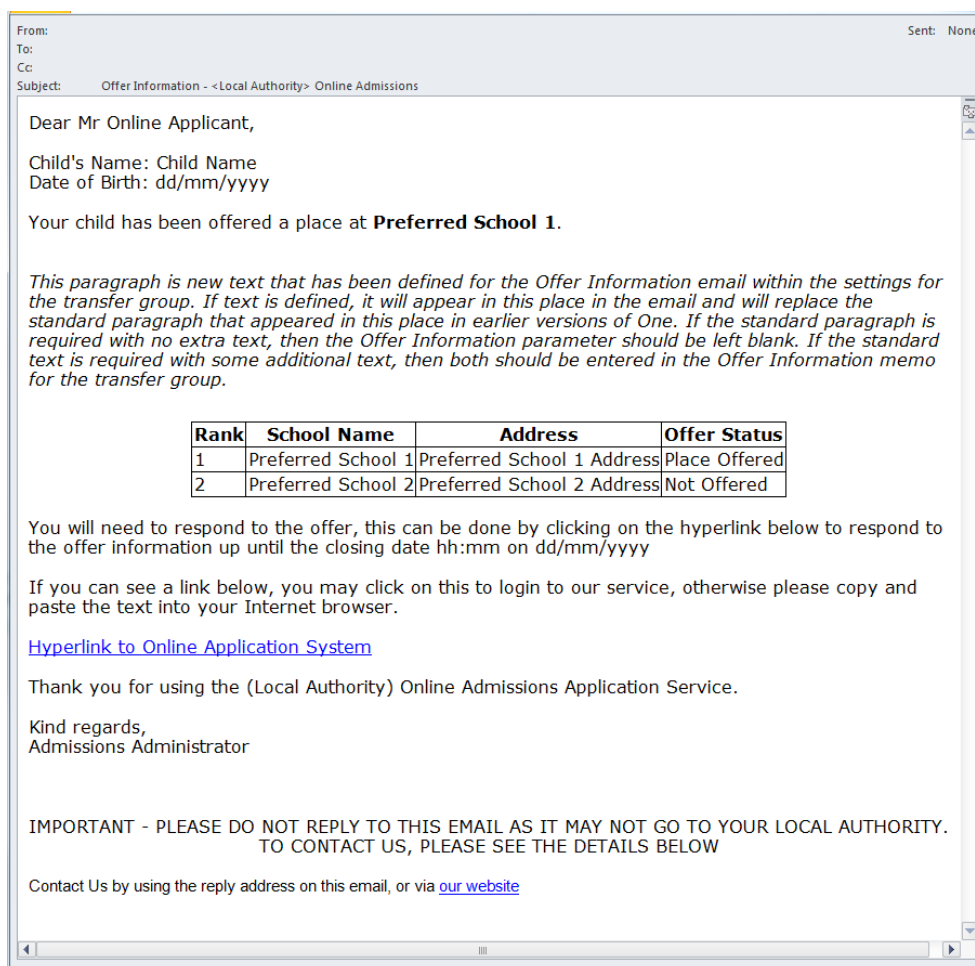 From:
Sent: None
To:
Cc:
Subject: Offer Information - <Local Authority> Online Admissions
Dear Mr Online Applicant,
Child's Name: Child Name
Date of Birth: dd/mm/yyyy
Your child has been offered a place at Preferred School 1.
This paragraph is new text that has been defined for the Offer Information email within the settings for
the transfer group. If text is defined, it will appear in this place in the email and will replace the
standard paragraph that appeared in this place in earlier versions of One. If the standard paragraph is
required with no extra text, then the Offer Information parameter should be left blank. If the standard
text is required with some additional text, then both should be entered in the Offer Information memo
for the transfer group.
Rank School Name Address Offer Status
1 Preferred School 1 Preferred School 1 Address Place Offered
2 Preferred School 2 Preferred School 2 Address Not Offered
You will need to respond to the offer, this can be done by clicking on the hyperlink below to respond to
the offer information up until the closing date hh:mm on dd/mm/yyyy
If you can see a link below, you may click on this to login to our service, otherwise please copy and
paste the text into your Internet browser.
Hyperlink to Online Application System
Thank you for using the (Local Authority) Online Admissions Application Service.
Kind regards,
Admissions Administrator
IMPORTANT - PLEASE DO NOT REPLY TO THIS EMAIL AS IT MAY NOT GO TO YOUR LOCAL AUTHORITY.
TO CONTACT US, PLEASE SEE THE DETAILS BELOW
Contact Us by using the reply address on this email, or via our website